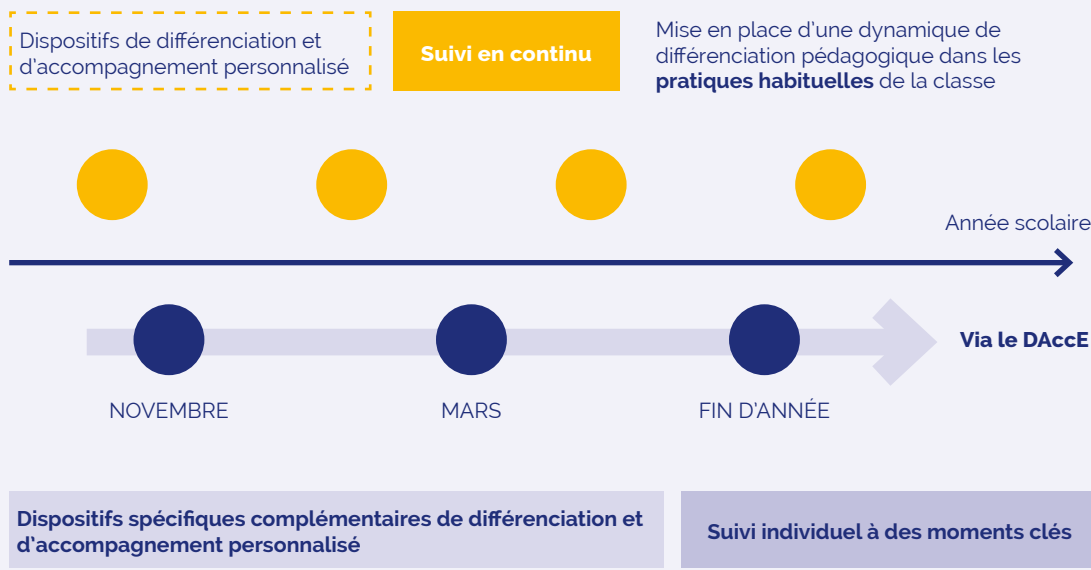 Dispositifs de différenciation et
d'accompagnement personnalisé
Suivi en continu
Mise en place d'une dynamique de
différenciation pédagogique dans les
pratiques habituelles de la classe
Année scolaire
Via le DAccE
NOVEMBRE
MARS
FIN D'ANNÉE
Dispositifs spécifiques complémentaires de différenciation et
d'accompagnement personnalisé
Suivi individuel à des moments clés